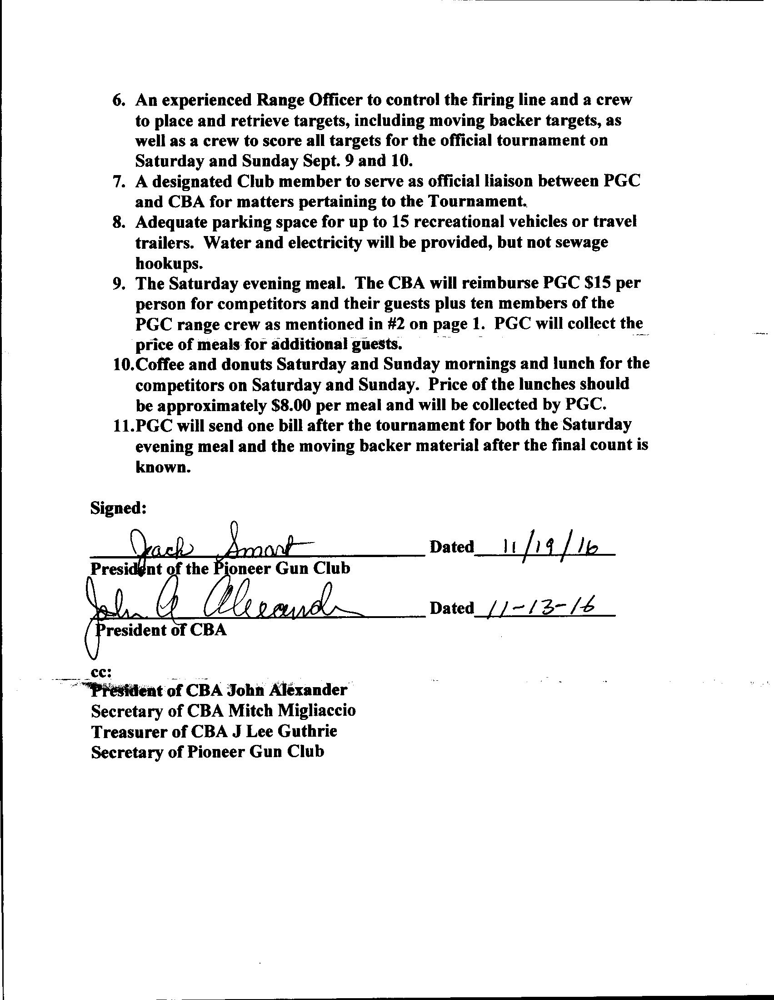 6. An experienced Range Officer to control the firing line and a crew
to place and retrieve targets, including moving backer targets, as
well as a crew to score all targets for the official tournament on
Saturday and Sunday Sept. 9 and 10.
7. A designated Club member to serve as official liaison between PGC
and CBA for matters pertaining to the Tournament.
8. Adequate parking space for up to 15 recreational vehicles or travel
trailers. Water and electricity will be provided, but not sewage
hookups.
9. The Saturday evening meal. The CBA will reimburse PGC $15 per
person for competitors and their guests plus ten members of the
PGC range crew as mentioned in #2 on page 1. PGC will collect the
price of meals for additional guests.
10.Coffee and donuts Saturday and Sunday mornings and lunch for the
competitors on Saturday and Sunday. Price of the lunches should
be approximately $8.00 per meal and will be collected by PGC.
11.PGC will send one bill after the tournament for both the Saturday
evening meal and the moving backer material after the final count is
known.
Signed:
Jack Smart Dated 11/19/16
President of the Pioneer Gun Club
John A Alexander Dated 11-13-16
President of CBA
cc:
President of CBA John Alexander
Secretary of CBA Mitch Migliaccio
Treasurer of CBA J Lee Guthrie
Secretary of Pioneer Gun Club